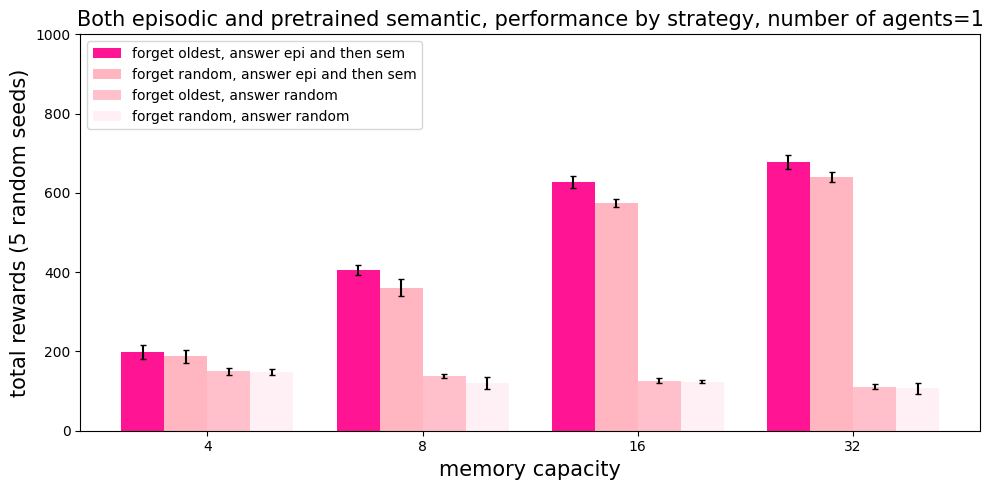 Both episodic and pretrained semantic, performance by strategy, number of agents=1
1000
800
600
400
200
0
total rewards (5 random seeds)
forget oldest, answer epi and then sem
forget random, answer epi and then sem
forget oldest, answer random
forget random, answer random
4 8 16 32
memory capacity